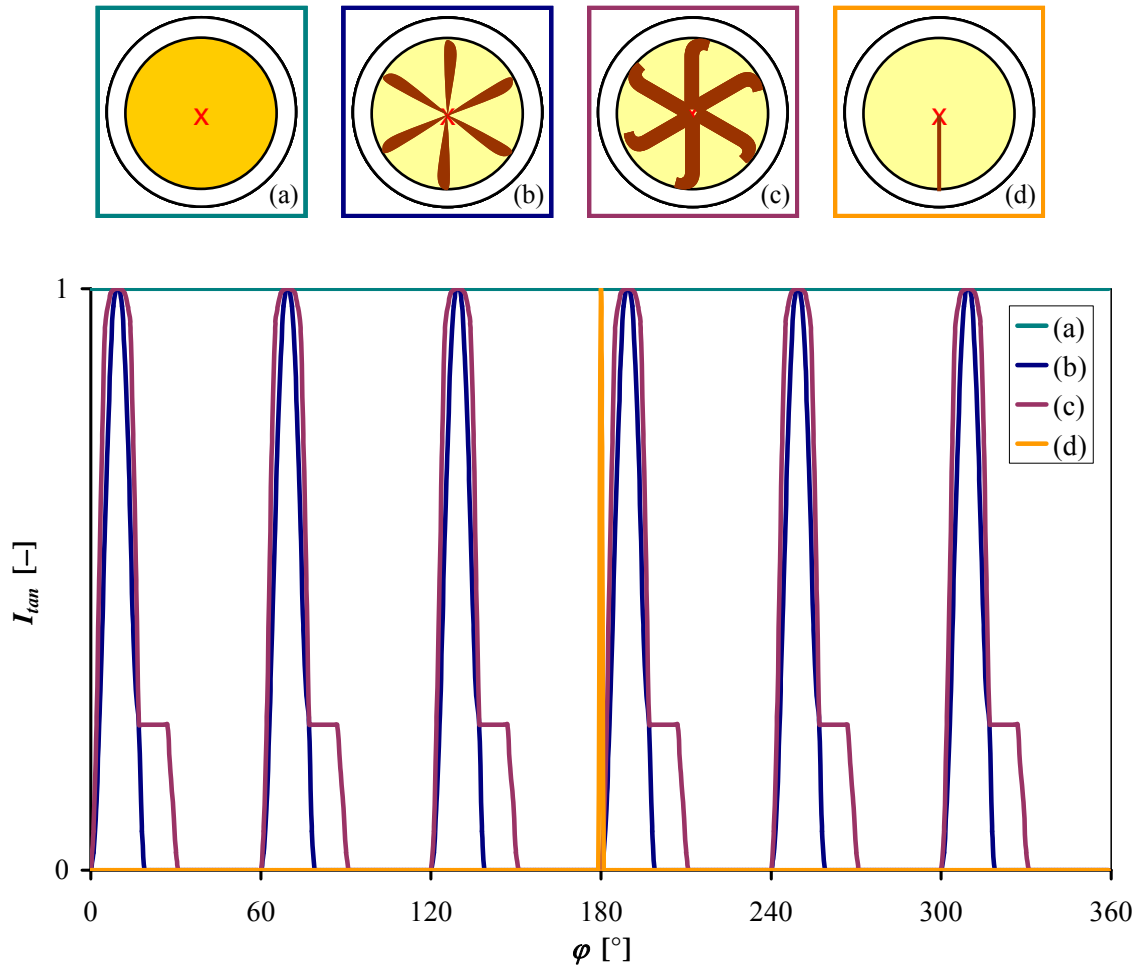 x
(a)
x
(b)
(c)
x
(d)
1
(a)
(b)
(c)
(d)
I_tan [–]
0
0 60 120 180 240 300 360
φ [°]